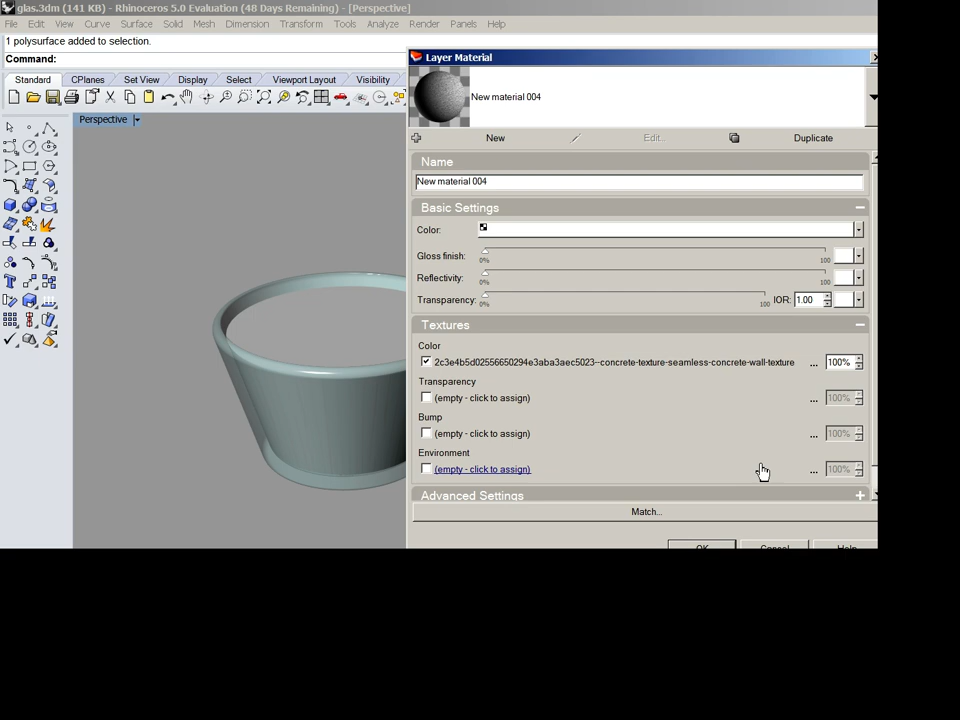 glas.3dm (141 KB) - Rhinoceros 5.0 Evaluation (48 Days Remaining) - [Perspective]
File Edit View Curve Surface Solid Mesh Dimension Transform Tools Analyze Render Panels Help
1 polysurface added to selection.
Command:
Standard CPlanes Set View Display Select Viewport Layout Visibility
Perspective
Layer Material
New material 004
New Edit... Duplicate
Name
New material 004
Basic Settings
Color:
Gloss finish: 0% 100
Reflectivity: 0% 100
Transparency: 0% 100 IOR: 1.00
Textures
Color
2c3e4b5d02556650294e3aba3aec5023--concrete-texture-seamless-concrete-wall-texture ... 100%
Transparency
(empty - click to assign) ... 100%
Bump
(empty - click to assign) ... 100%
Environment
(empty - click to assign) ... 100%
Advanced Settings
Match...
OK Cancel Help